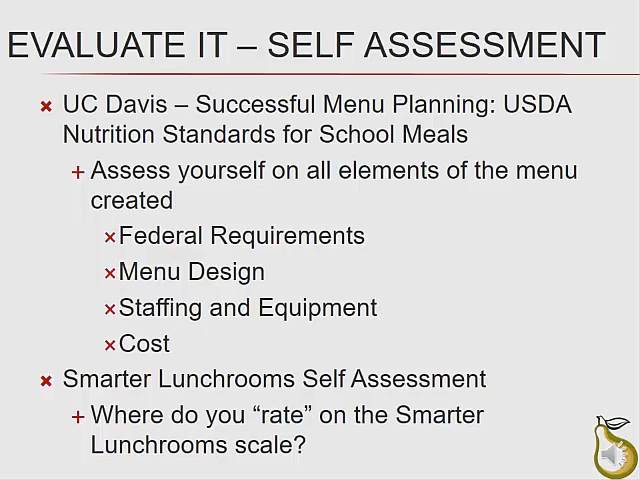 EVALUATE IT – SELF ASSESSMENT
UC Davis – Successful Menu Planning: USDA
Nutrition Standards for School Meals
Assess yourself on all elements of the menu
created
Federal Requirements
Menu Design
Staffing and Equipment
Cost
Smarter Lunchrooms Self Assessment
Where do you “rate” on the Smarter
Lunchrooms scale?